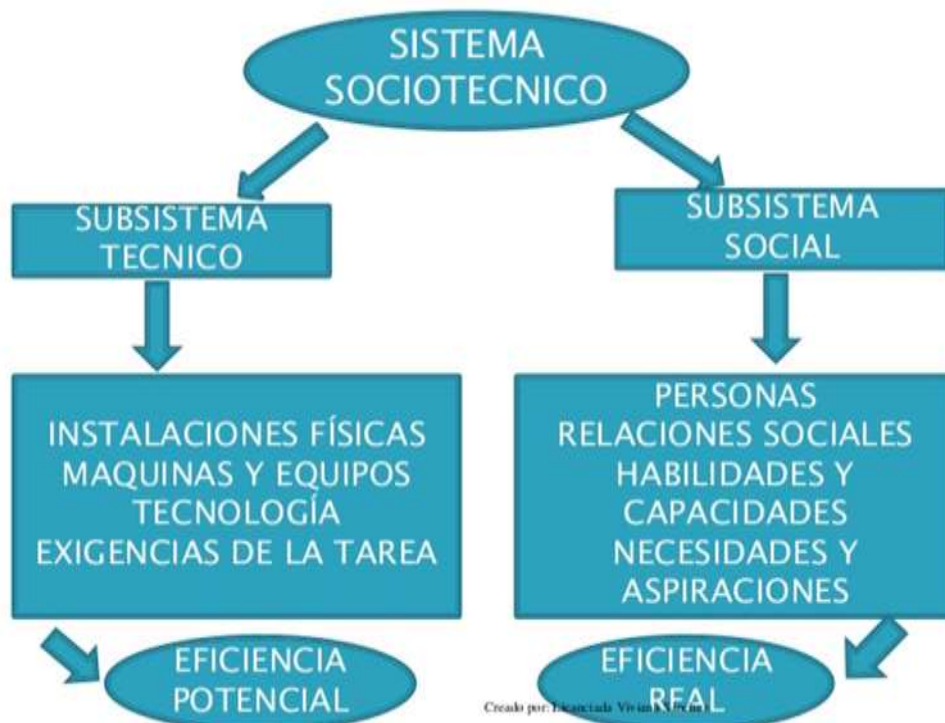 SISTEMA
SOCIOTECNICO
SUBSISTEMA
TECNICO
SUBSISTEMA
SOCIAL
INSTALACIONES FÍSICAS
MAQUINAS Y EQUIPOS
TECNOLOGÍA
EXIGENCIAS DE LA TAREA
PERSONAS
RELACIONES SOCIALES
HABILIDADES Y
CAPACIDADES
NECESIDADES Y
ASPIRACIONES
EFICIENCIA
POTENCIAL
EFICIENCIA
REAL
Creado por: Licenciada Viviana